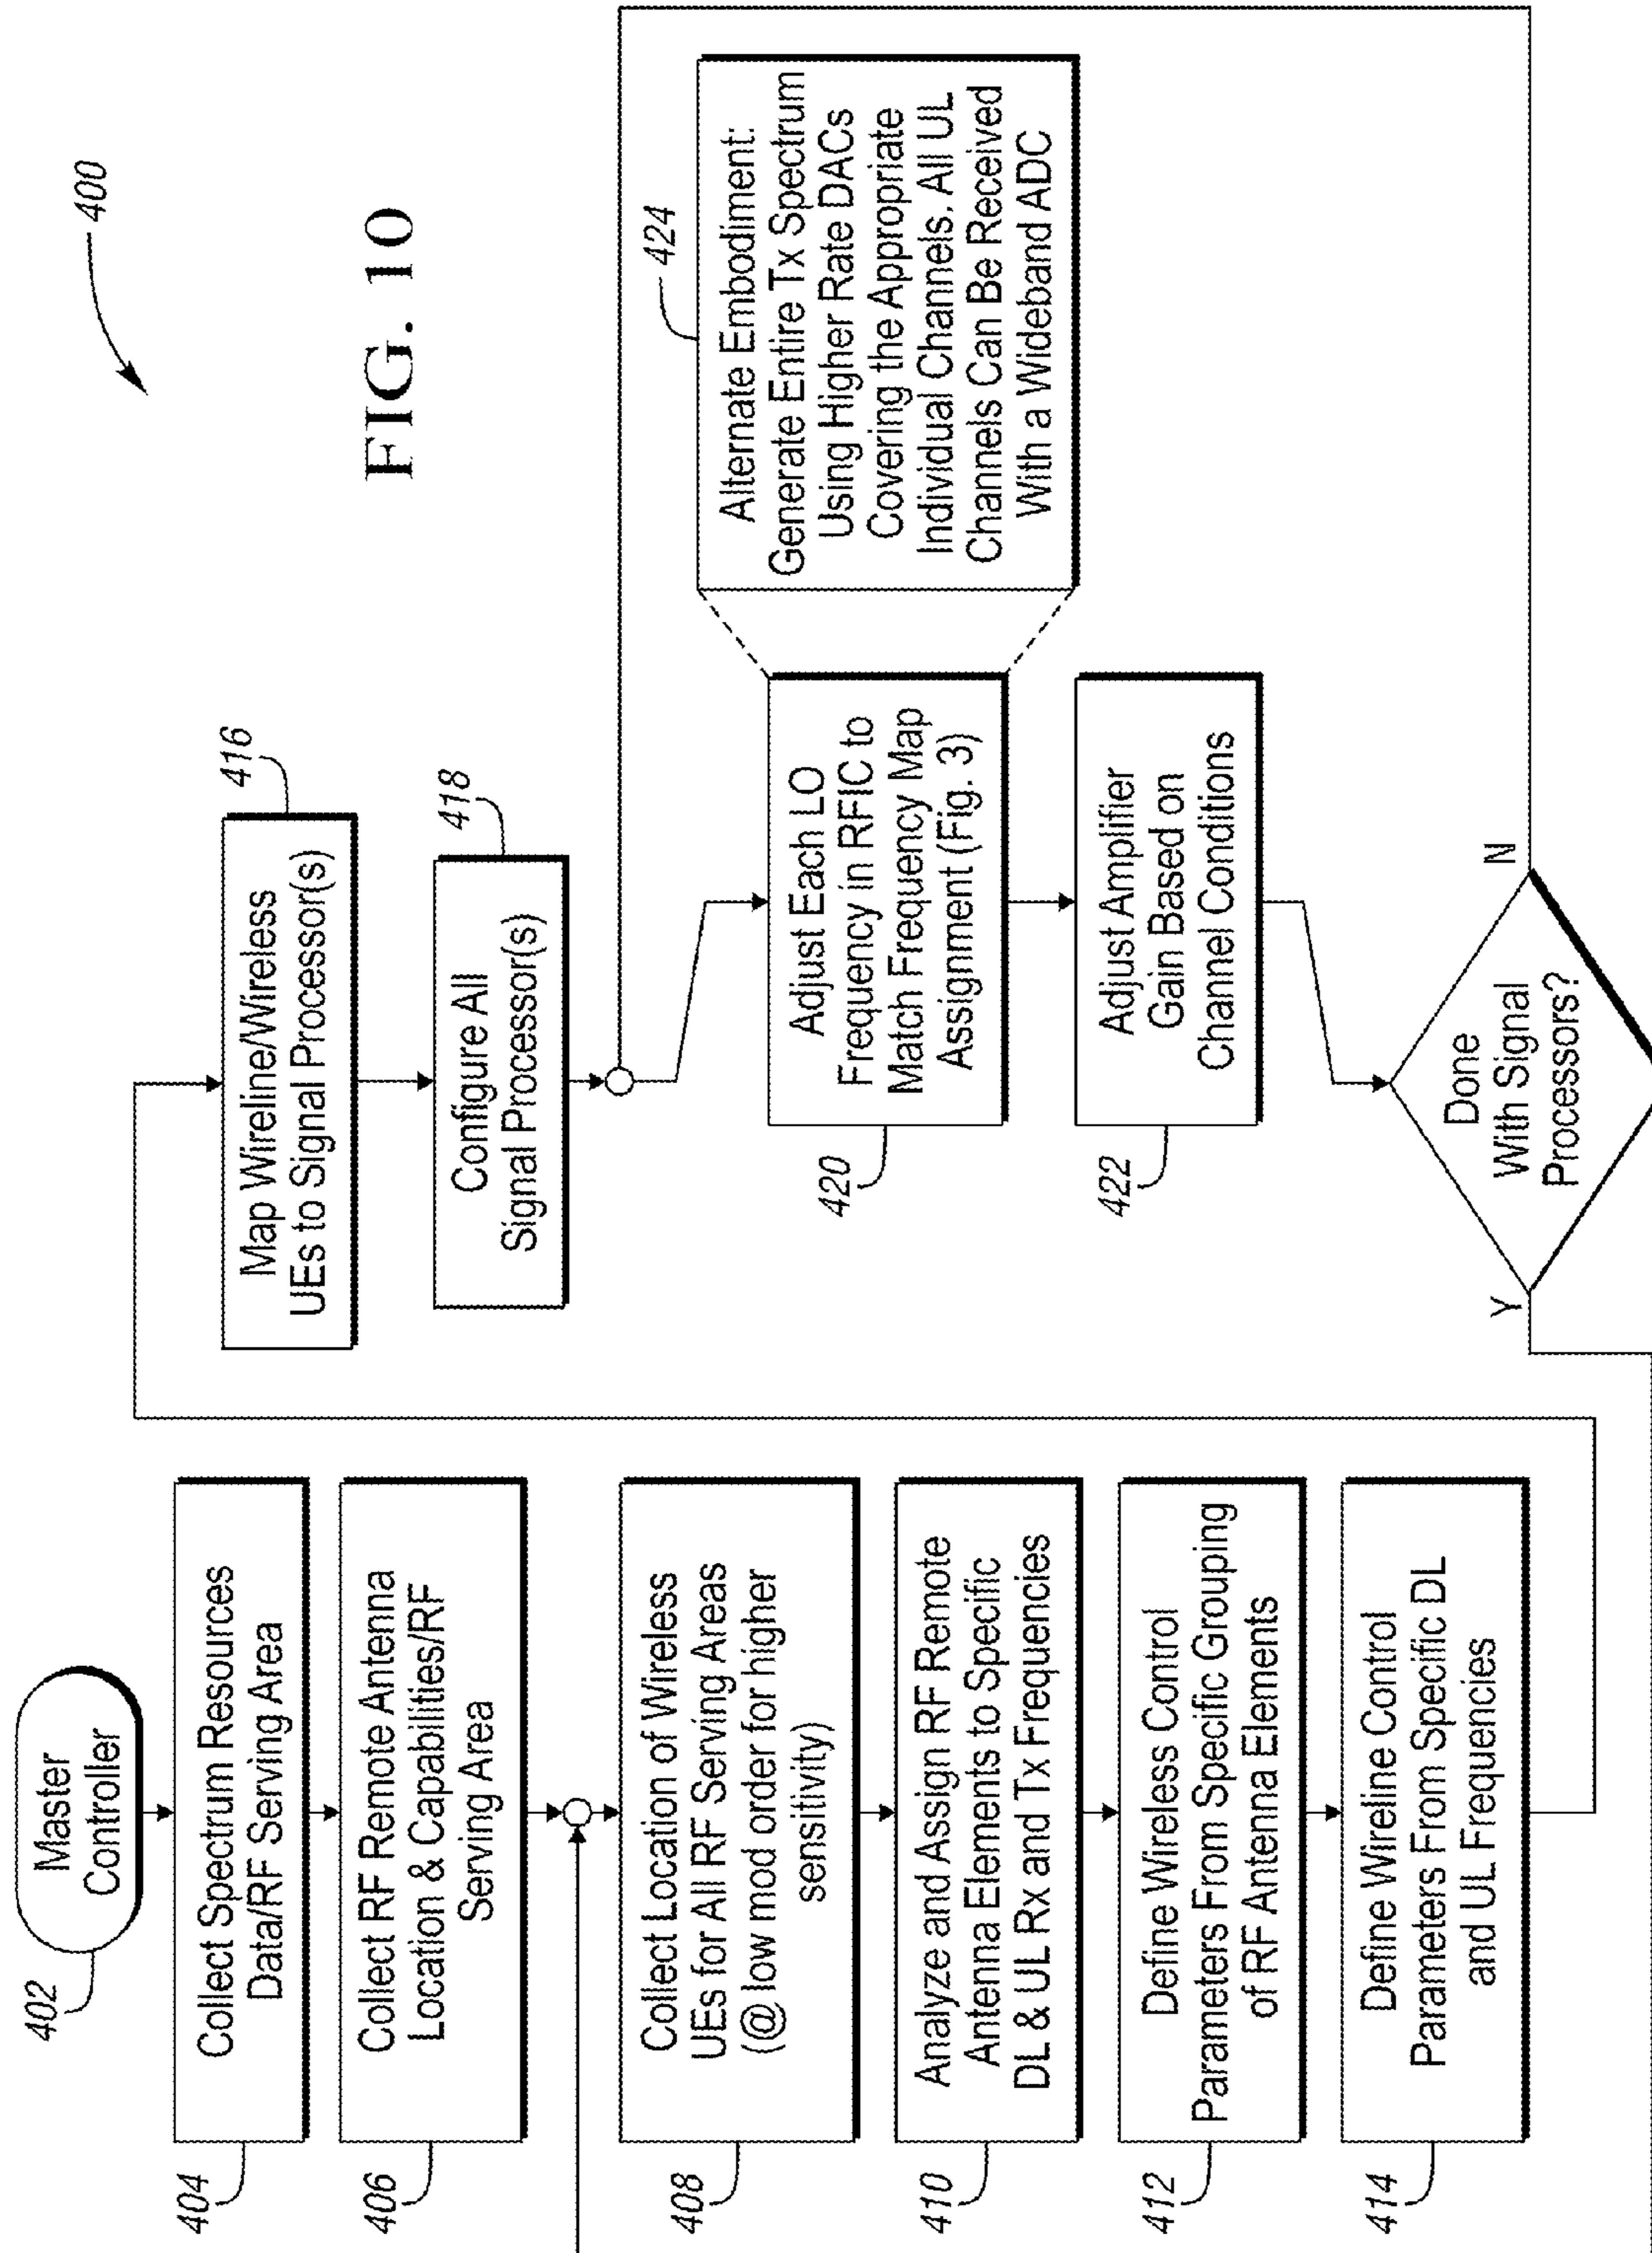 400
FIG. 10
402
Master
Controller
404
Collect Spectrum Resources
Data/RF Serving Area
406
Collect RF Remote Antenna
Location & Capabilities/RF
Serving Area
408
Collect Location of Wireless
UEs for All RF Serving Areas
(@ low mod order for higher
sensitivity)
410
Analyze and Assign RF Remote
Antenna Elements to Specific
DL & UL Rx and Tx Frequencies
412
Define Wireless Control
Parameters From Specific Grouping
of RF Antenna Elements
414
Define Wireline Control
Parameters From Specific DL
and UL Frequencies
416
Map Wireline/Wireless
UEs to Signal Processor(s)
418
Configure All
Signal Processor(s)
420
Adjust Each LO
Frequency in RFIC to
Match Frequency Map
Assignment (Fig. 3)
424
Alternate Embodiment:
Generate Entire Tx Spectrum
Using Higher Rate DACs
Covering the Appropriate
Individual Channels. All UL
Channels Can Be Received
With a Wideband ADC
422
Adjust Amplifier
Gain Based on
Channel Conditions
Done
With Signal
Processors?
Y
N